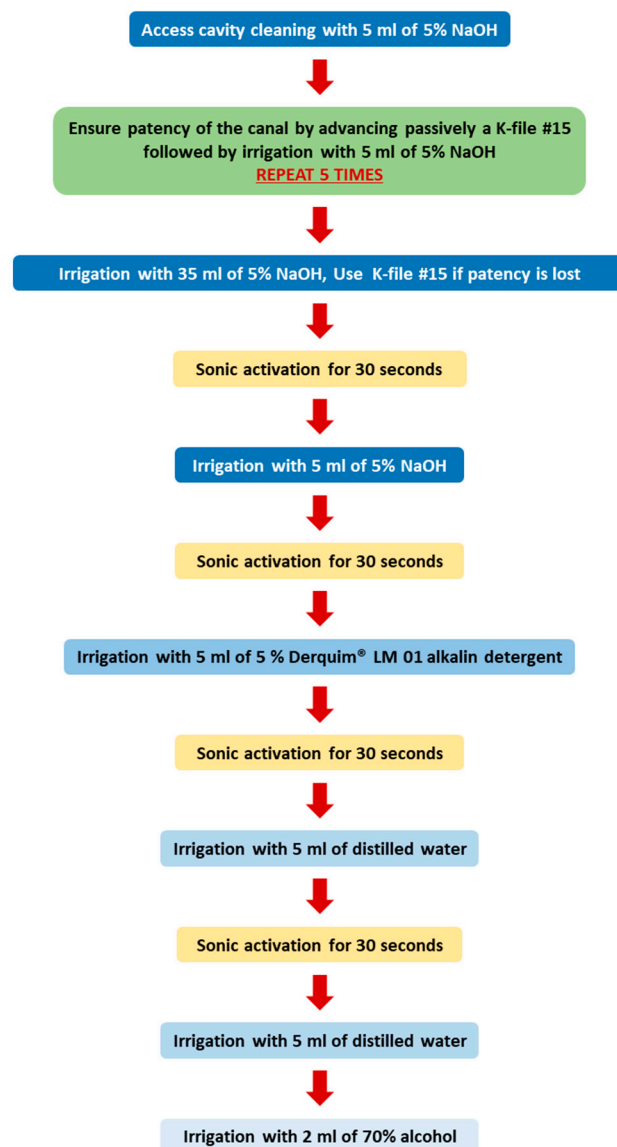 Access cavity cleaning with 5 ml of 5% NaOH
Ensure patency of the canal by advancing passively a K-file #15
followed by irrigation with 5 ml of 5% NaOH
REPEAT 5 TIMES
Irrigation with 35 ml of 5% NaOH, Use K-file #15 if patency is lost
Sonic activation for 30 seconds
Irrigation with 5 ml of 5% NaOH
Sonic activation for 30 seconds
Irrigation with 5 ml of 5 % Derquim® LM 01 alkalin detergent
Sonic activation for 30 seconds
Irrigation with 5 ml of distilled water
Sonic activation for 30 seconds
Irrigation with 5 ml of distilled water
Irrigation with 2 ml of 70% alcohol